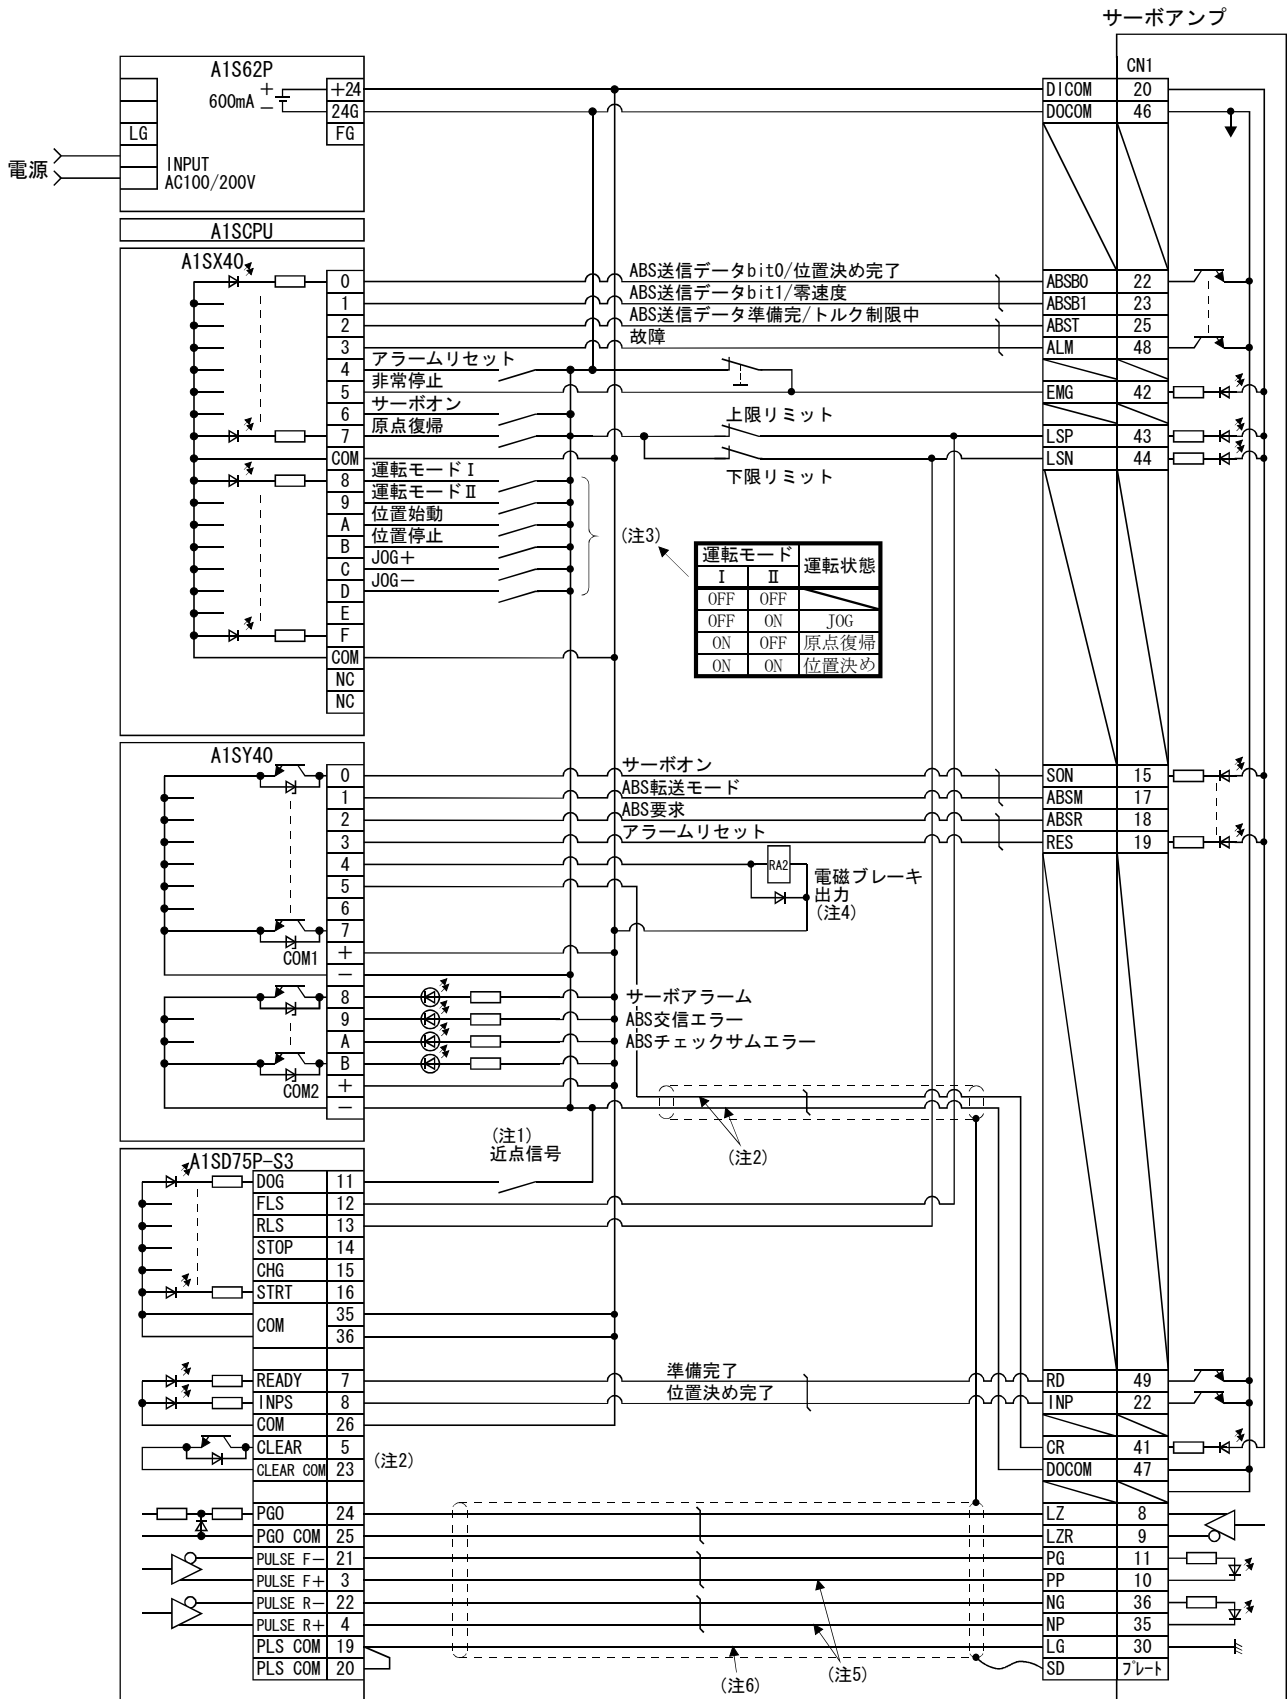 サーボアンプ
A1S62P
+
600mA
−
+24
24G
FG
LG
電源
INPUT
AC100/200V
CN1
DICOM 20
DOCOM 46
A1SCPU
A1SX40
0 ABS送信データbit0/位置決め完了 ABSB0 22
1 ABS送信データbit1/零速度 ABSB1 23
2 ABS送信データ準備完/トルク制限中 ABST 25
3 故障 ALM 48
4 アラームリセット
5 非常停止 EMG 42
6 サーボオン
上限リミット
7 原点復帰 LSP 43
COM LSN 44
下限リミット
8 運転モードⅠ
9 運転モードⅡ
A 位置始動
B 位置停止
C JOG+
D JOG−
E
F
COM
NC
NC
(注3)
運転モード 運転状態
Ⅰ Ⅱ
OFF OFF
OFF ON JOG
ON OFF 原点復帰
ON ON 位置決め
A1SY40
0 サーボオン SON 15
1 ABS転送モード ABSM 17
2 ABS要求 ABSR 18
3 アラームリセット RES 19
4 RA2
5
6
7
電磁ブレーキ
出力
(注4)
COM1
+
−
8 サーボアラーム
9 ABS交信エラー
A ABSチェックサムエラー
B
COM2
+
−
(注2)
(注1)
近点信号
A1SD75P-S3
DOG 11
FLS 12
RLS 13
STOP 14
CHG 15
STRT 16
COM 35
36
READY 7 準備完了 RD 49
INPS 8 位置決め完了 INP 22
COM 26
CLEAR 5 CR 41
CLEAR COM 23 (注2) DOCOM 47
PGO 24 LZ 8
PGO COM 25 LZR 9
PULSE F− 21 PG 11
PULSE F+ 3 PP 10
PULSE R− 22 NG 36
PULSE R+ 4 NP 35
PLS COM 19 LG 30
PLS COM 20 SD プレート
(注5)
(注6)